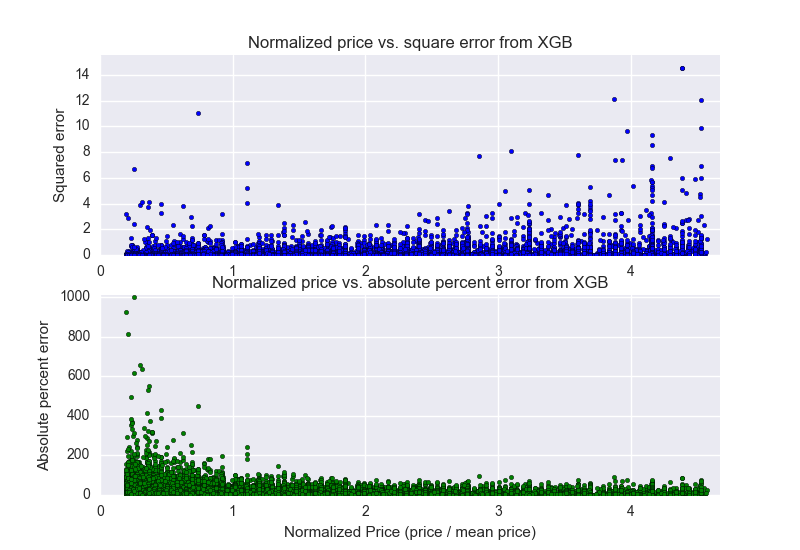 Normalized price vs. square error from XGB
14
12
10
8
6
4
2
0
Squared error
0 1 2 3 4
Normalized price vs. absolute percent error from XGB
1000
800
600
400
200
0
Absolute percent error
0 1 2 3 4
Normalized Price (price / mean price)